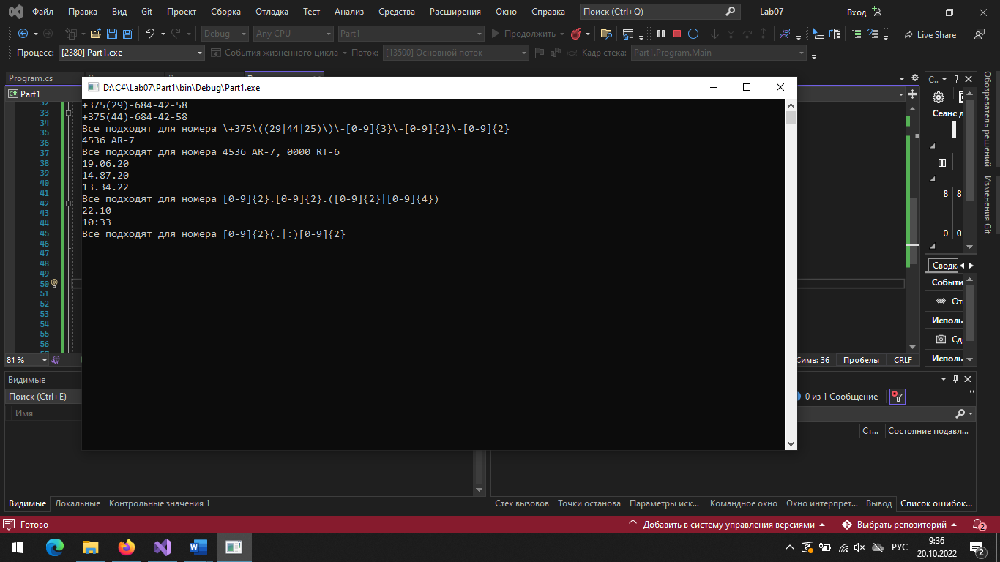 Файл Правка Вид Git Проект Сборка Отладка Тест Анализ Средства Расширения Окно Справка Поиск (Ctrl+Q) Lab07 Вход
Debug Any CPU Part1 Продолжить Live Share
Процесс: [2380] Part1.exe События жизненного цикла Поток: [13500] Основной поток Кадр стека: Part1.Program.Main
Program.cs
D:\C#\Lab07\Part1\bin\Debug\Part1.exe
C# Part1
+375(29)-684-42-58
+375(44)-684-42-58
Все подходят для номера \+375\((29|44|25)\)\-[0-9]{3}\-[0-9]{2}\-[0-9]{2}
4536 AR-7
Все подходят для номера 4536 AR-7, 0000 RT-6
19.06.20
14.87.20
13.34.22
Все подходят для номера [0-9]{2}.[0-9]{2}.([0-9]{2}|[0-9]{4})
22.10
10:33
Все подходят для номера [0-9]{2}(.|:)[0-9]{2}
32
33
34
35
36
37
38
39
40
41
42
43
44
45
46
47
48
49
50
51
52
53
54
55
56
57
С...
Сеанс д
8 8
0 0
Сводк
Событи
От
Исполь
Сд
Исполь
Обозреватель решений
Изменения Git
81 % Симв: 36 Пробелы CRLF
Видимые
Поиск (Ctrl+E) 0 из 1 Сообщение
Имя Ст... Состояние подавл...
Видимые Локальные Контрольные значения 1 Стек вызовов Точки останова Параметры иск... Командное окно Окно интерпрет... Вывод Список ошибок...
Готово Добавить в систему управления версиями Выбрать репозиторий 2
РУС 9:36
20.10.2022 2